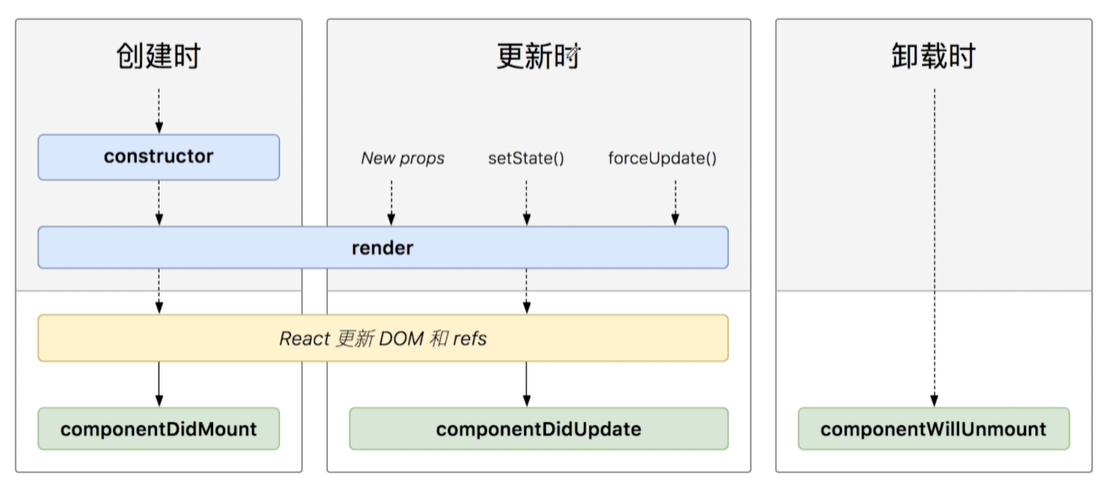 创建时
更新时
卸载时
constructor
New props
setState()
forceUpdate()
render
React 更新 DOM 和 refs
componentDidMount
componentDidUpdate
componentWillUnmount